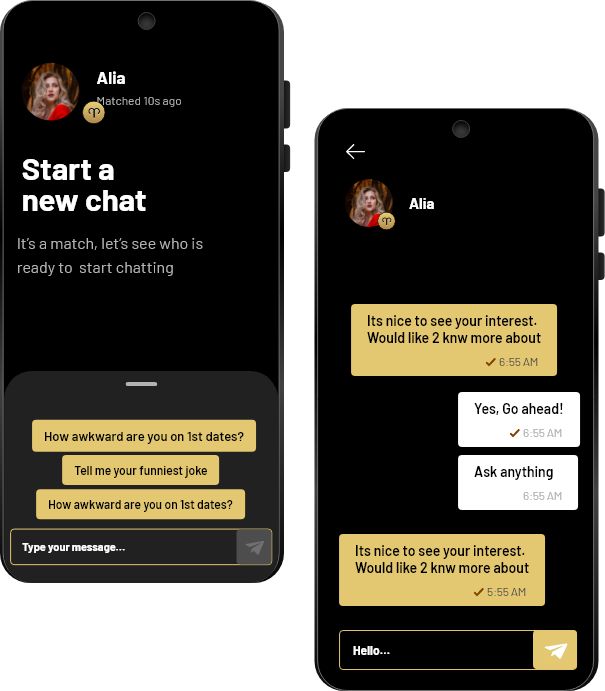 Alia
Matched 10s ago
Start a
new chat
It's a match, let's see who is
ready to  start chatting
How awkward are you on 1st dates?
Tell me your funniest joke
How awkward are you on 1st dates?
Type your message...
Alia
Its nice to see your interest.
Would like 2 knw more about
6:55 AM
Yes, Go ahead!
6:55 AM
Ask anything
6:55 AM
Its nice to see your interest.
Would like 2 knw more about
5:55 AM
Hello...